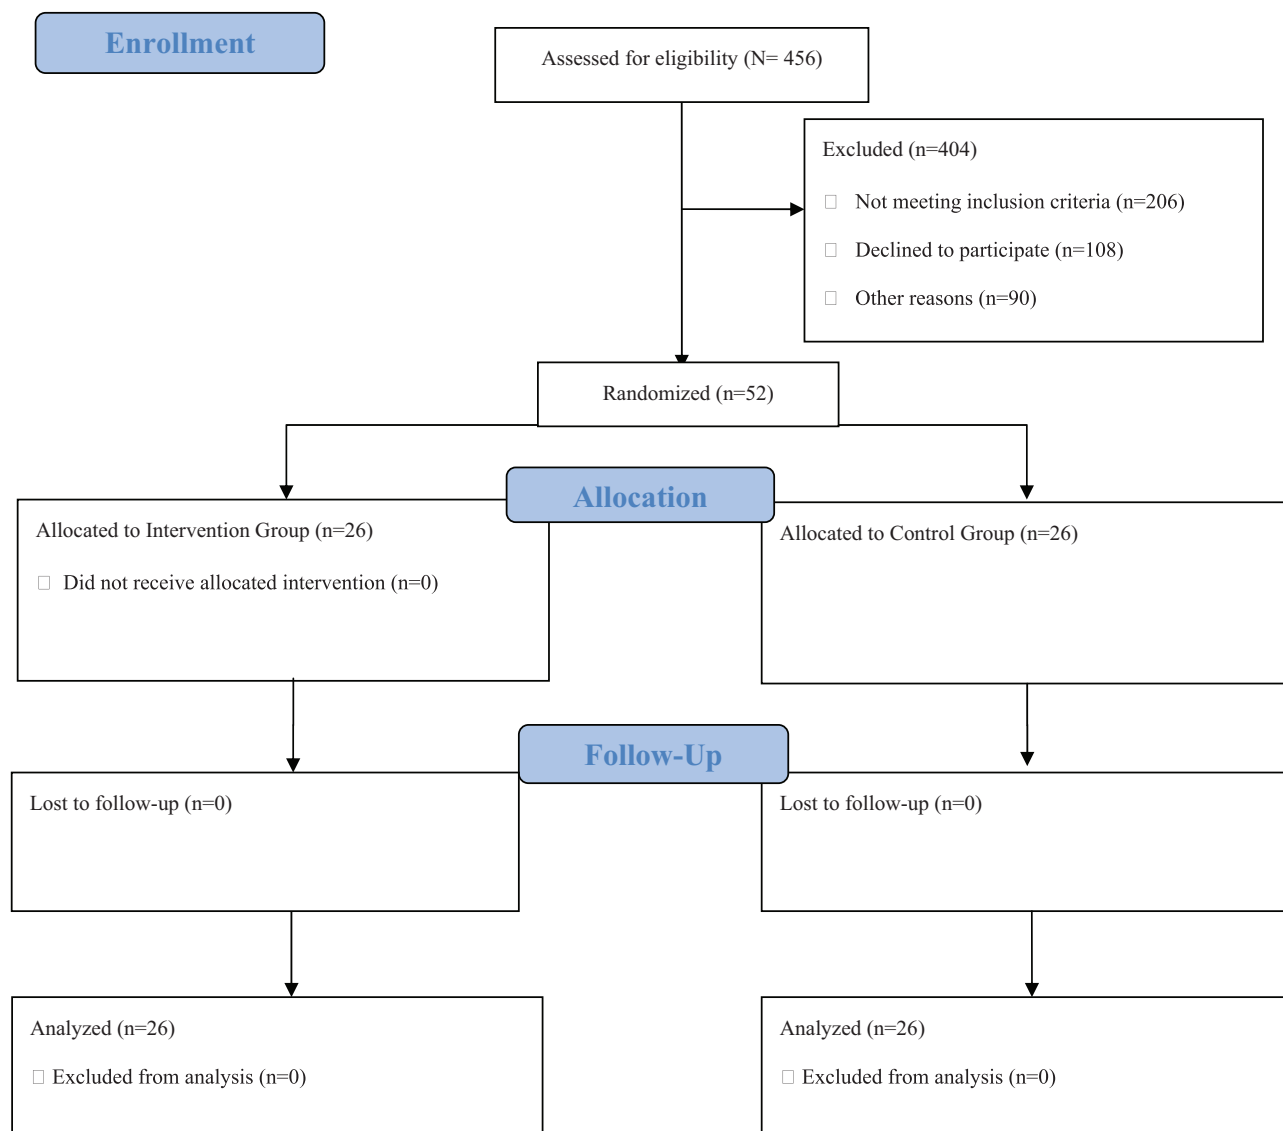 Enrollment
Assessed for eligibility (N= 456)
Excluded (n=404)
Not meeting inclusion criteria (n=206)
Declined to participate (n=108)
Other reasons (n=90)
Randomized (n=52)
Allocation
Allocated to Intervention Group (n=26)
Did not receive allocated intervention (n=0)
Allocated to Control Group (n=26)
Follow-Up
Lost to follow-up (n=0)
Lost to follow-up (n=0)
Analyzed (n=26)
Excluded from analysis (n=0)
Analyzed (n=26)
Excluded from analysis (n=0)